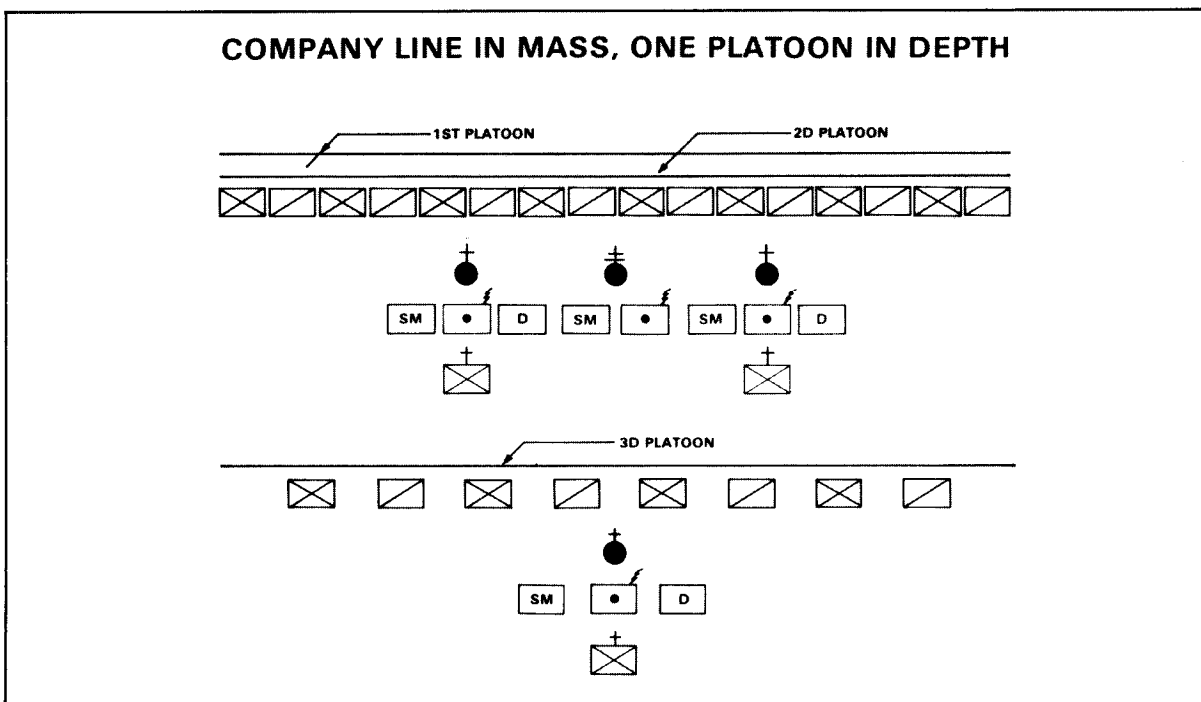 COMPANY LINE IN MASS, ONE PLATOON IN DEPTH
1ST PLATOON
2D PLATOON
SM D SM SM D
3D PLATOON
SM D